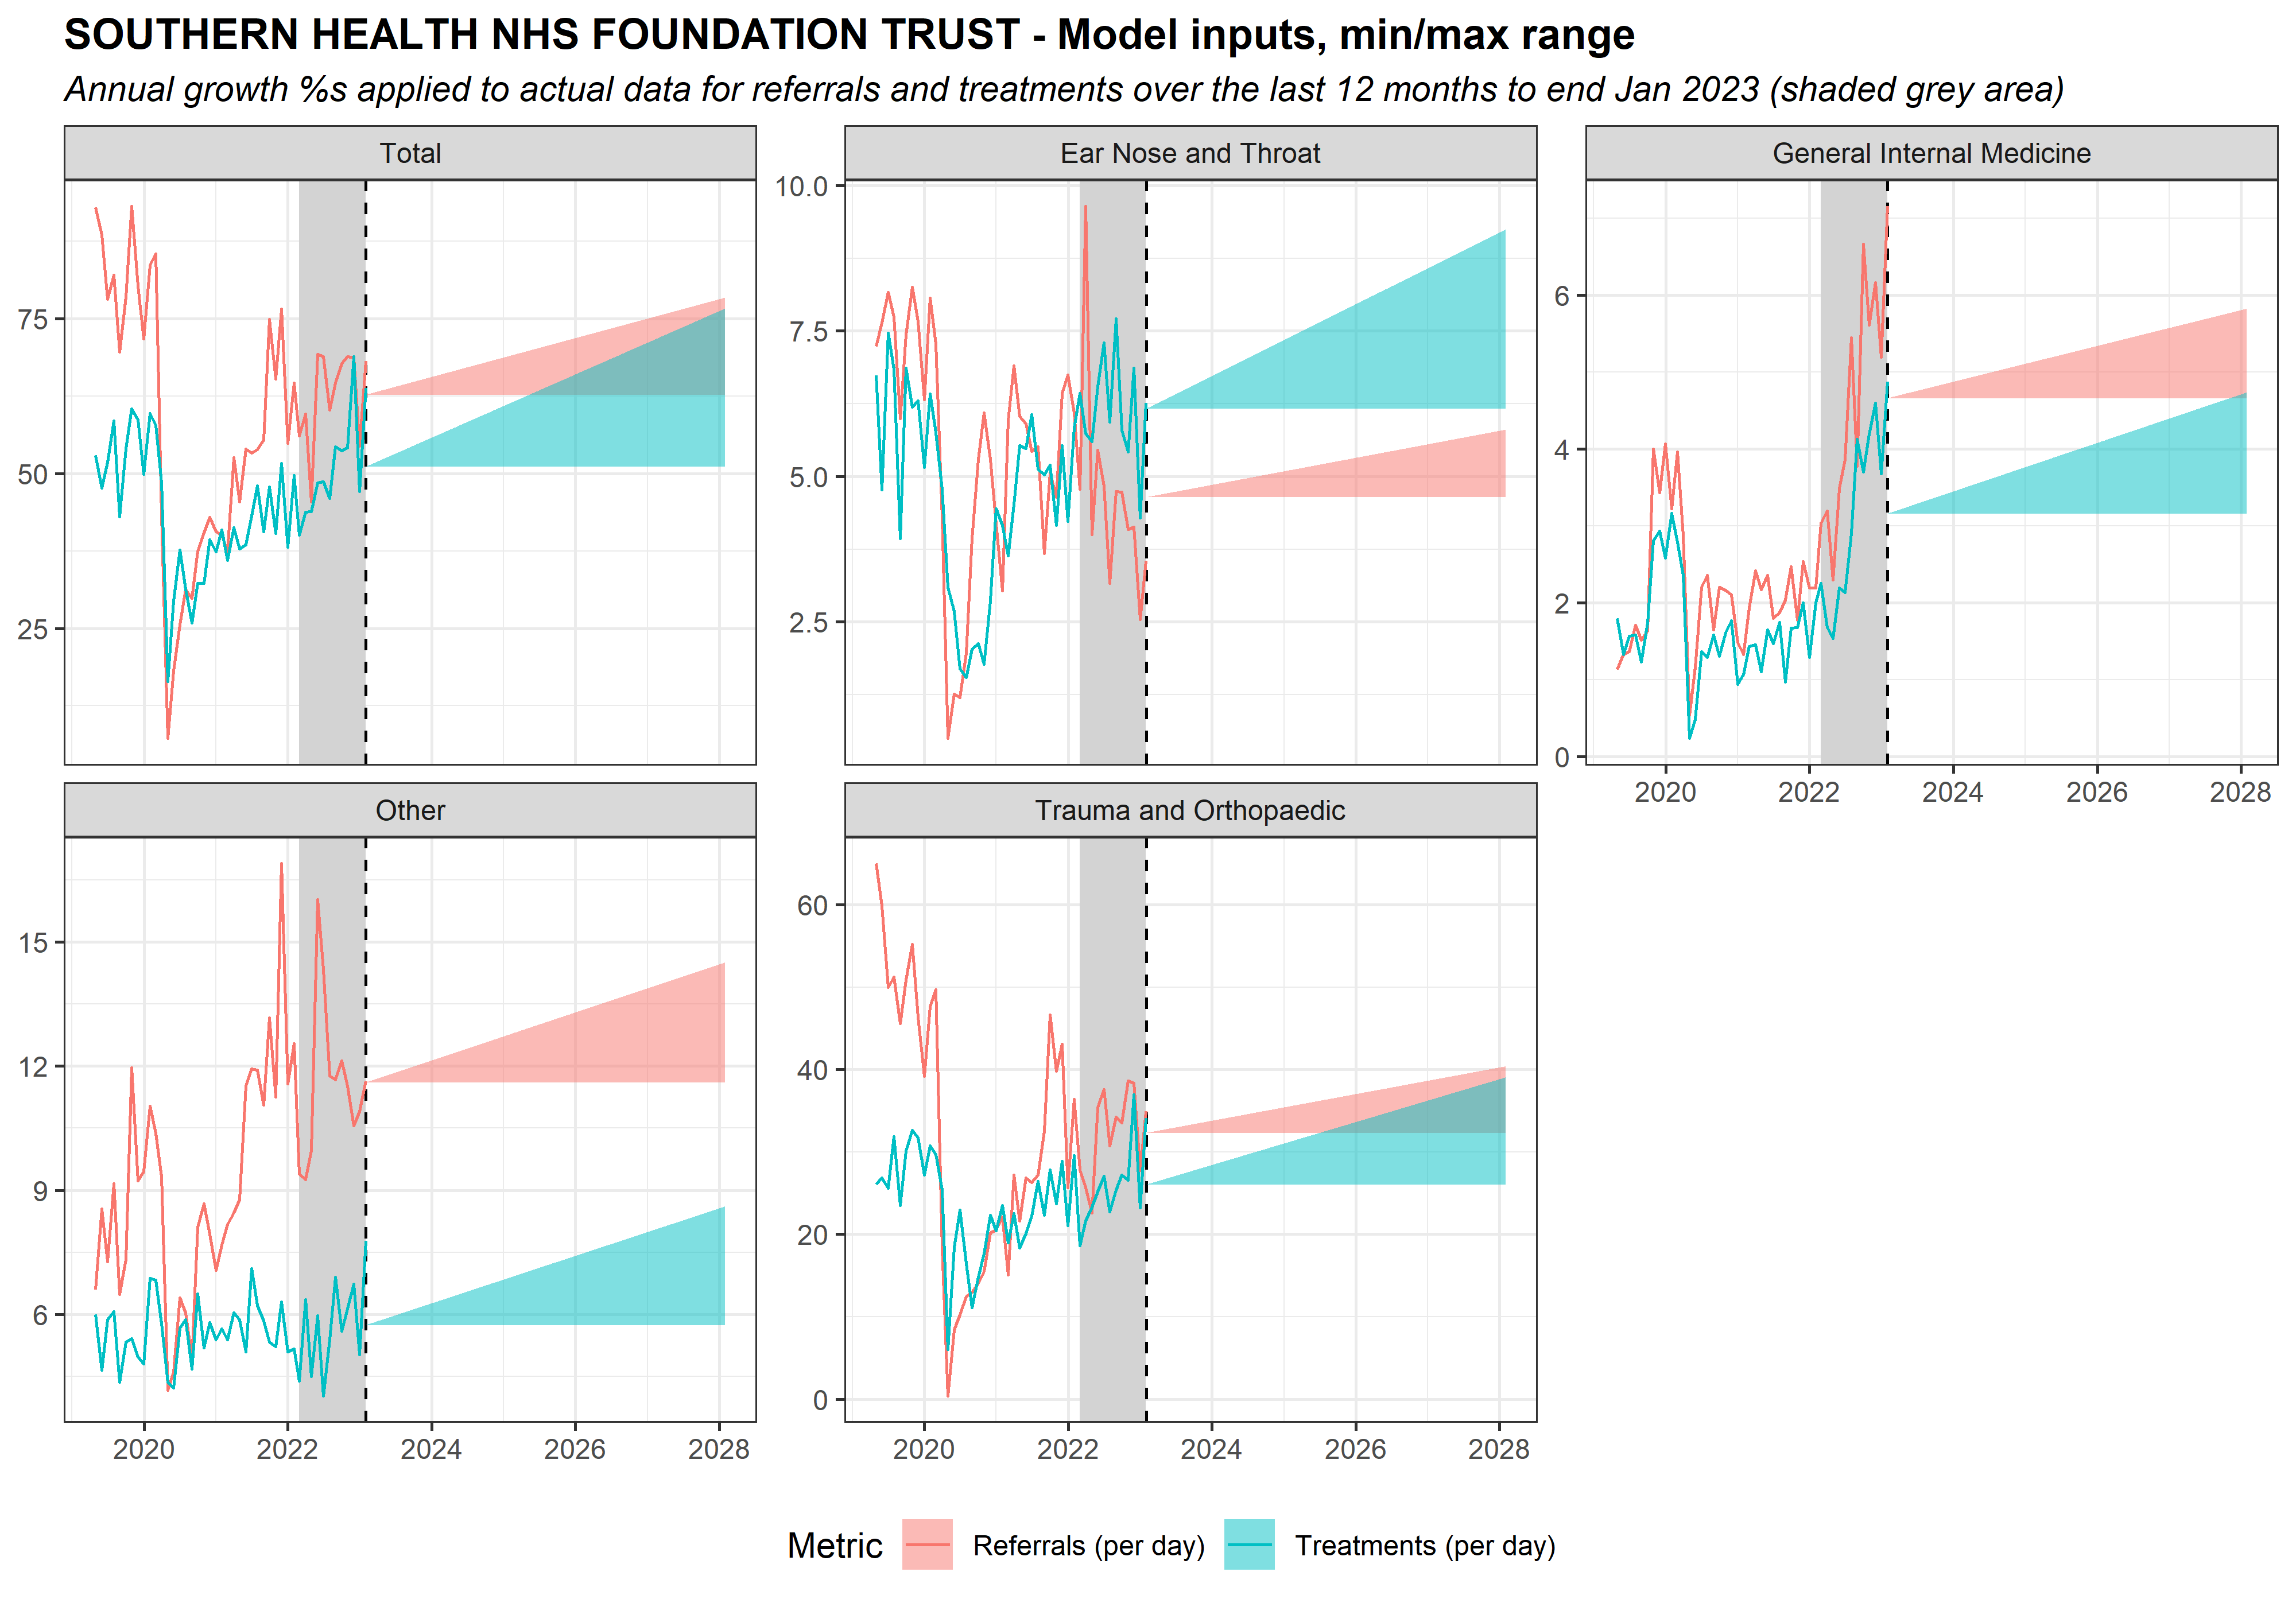 SOUTHERN HEALTH NHS FOUNDATION TRUST - Model inputs, min/max range
Annual growth %s applied to actual data for referrals and treatments over the last 12 months to end Jan 2023 (shaded grey area)
Total
75
50
25
Ear Nose and Throat
10.0
7.5
5.0
2.5
General Internal Medicine
6
4
2
0
2020 2022 2024 2026 2028
Other
15
12
9
6
2020 2022 2024 2026 2028
Trauma and Orthopaedic
60
40
20
0
2020 2022 2024 2026 2028
Metric Referrals (per day) Treatments (per day)